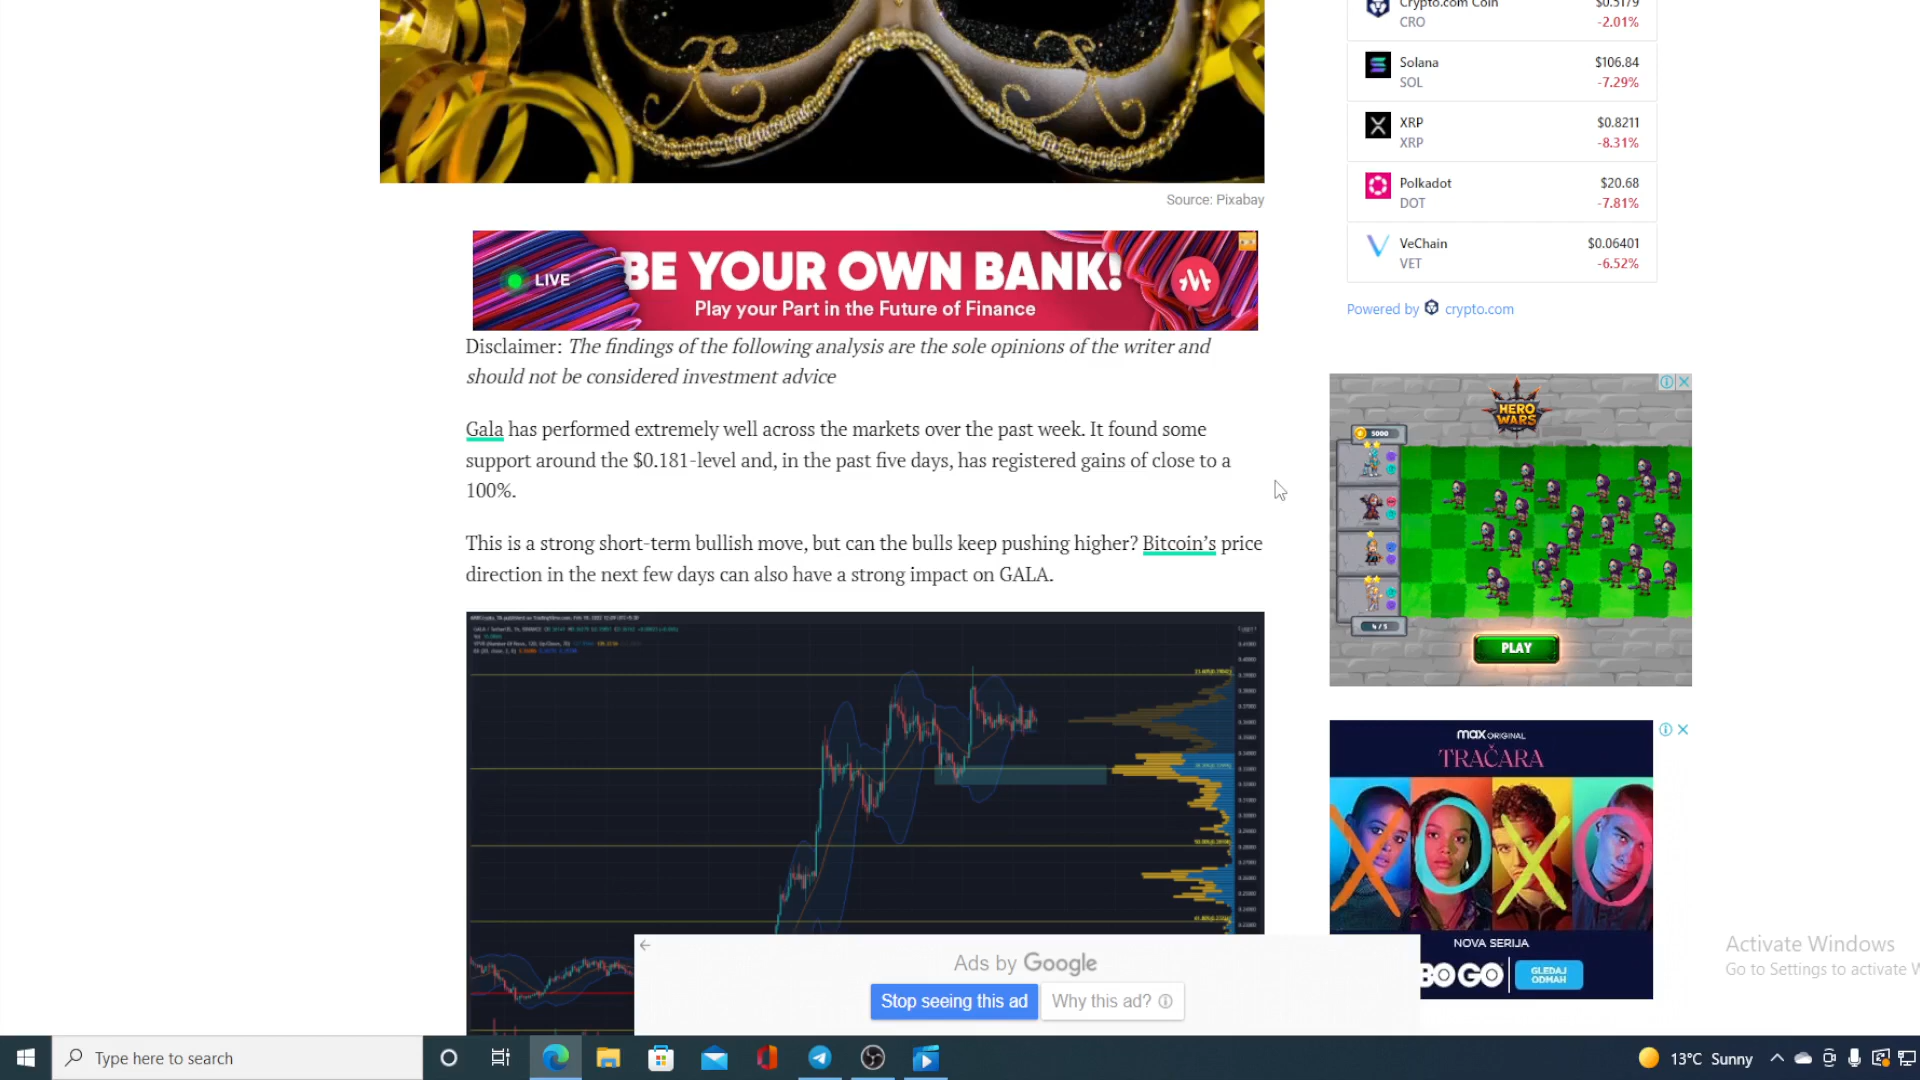 Crypto.com Coin
$0.5179
CRO
-2.01%
Solana
$106.84
SOL
-7.29%
XRP
$0.8211
XRP
-8.31%
Polkadot
$20.68
DOT
-7.81%
VeChain
$0.06401
VET
-6.52%
Powered by crypto.com
Source: Pixabay
LIVE
BE YOUR OWN BANK!
Play your Part in the Future of Finance
Disclaimer: The findings of the following analysis are the sole opinions of the writer and
should not be considered investment advice
Gala has performed extremely well across the markets over the past week. It found some
support around the $0.181-level and, in the past five days, has registered gains of close to a
100%.
This is a strong short-term bullish move, but can the bulls keep pushing higher? Bitcoin’s price
direction in the next few days can also have a strong impact on GALA.
HERO
WARS
5000
4 / 5
PLAY
max ORIGINAL
TRAČARA
XOXO
NOVA SERIJA
GLEDAJ
ODMAH
Ads by Google
Stop seeing this ad
Why this ad?
Activate Windows
Go to Settings to activate
Type here to search
13°C Sunny